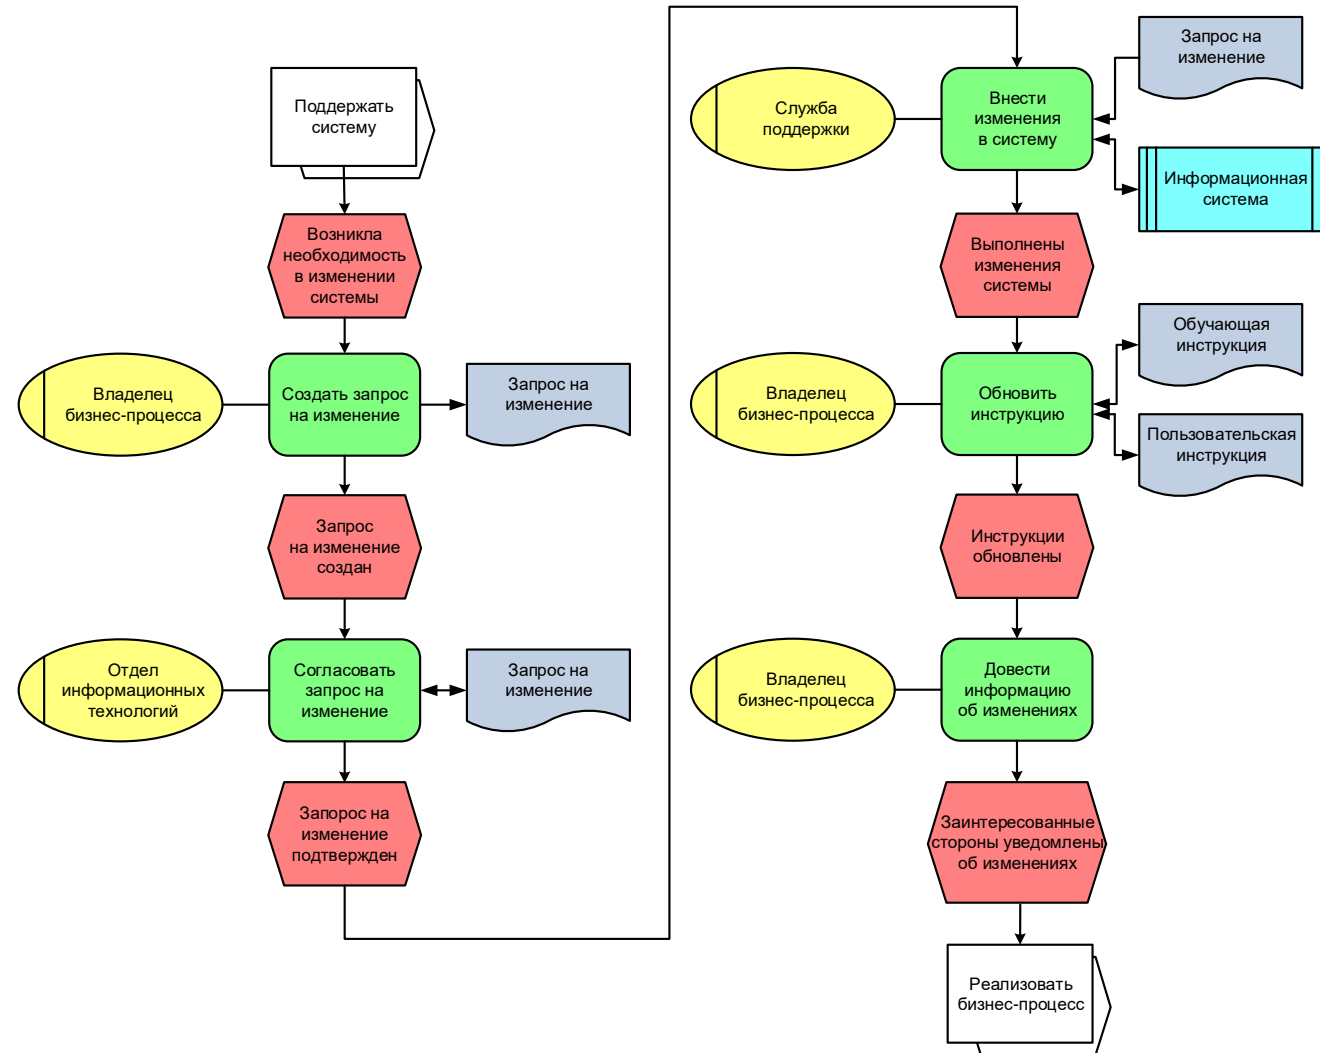 Поддержать
систему
Возникла
необходимость
в изменении
системы
Владелец
бизнес-процесса
Создать запрос
на изменение
Запрос на
изменение
Запрос
на изменение
создан
Отдел
информационных
технологий
Согласовать
запрос на
изменение
Запрос на
изменение
Запорос на
изменение
подтвержден
Служба
поддержки
Внести
изменения
в систему
Запрос на
изменение
Информационная
система
Выполнены
изменения
системы
Владелец
бизнес-процесса
Обновить
инструкцию
Обучающая
инструкция
Пользовательская
инструкция
Инструкции
обновлены
Владелец
бизнес-процесса
Довести
информацию
об изменениях
Заинтересованные
стороны уведомлены
об изменениях
Реализовать
бизнес-процесс